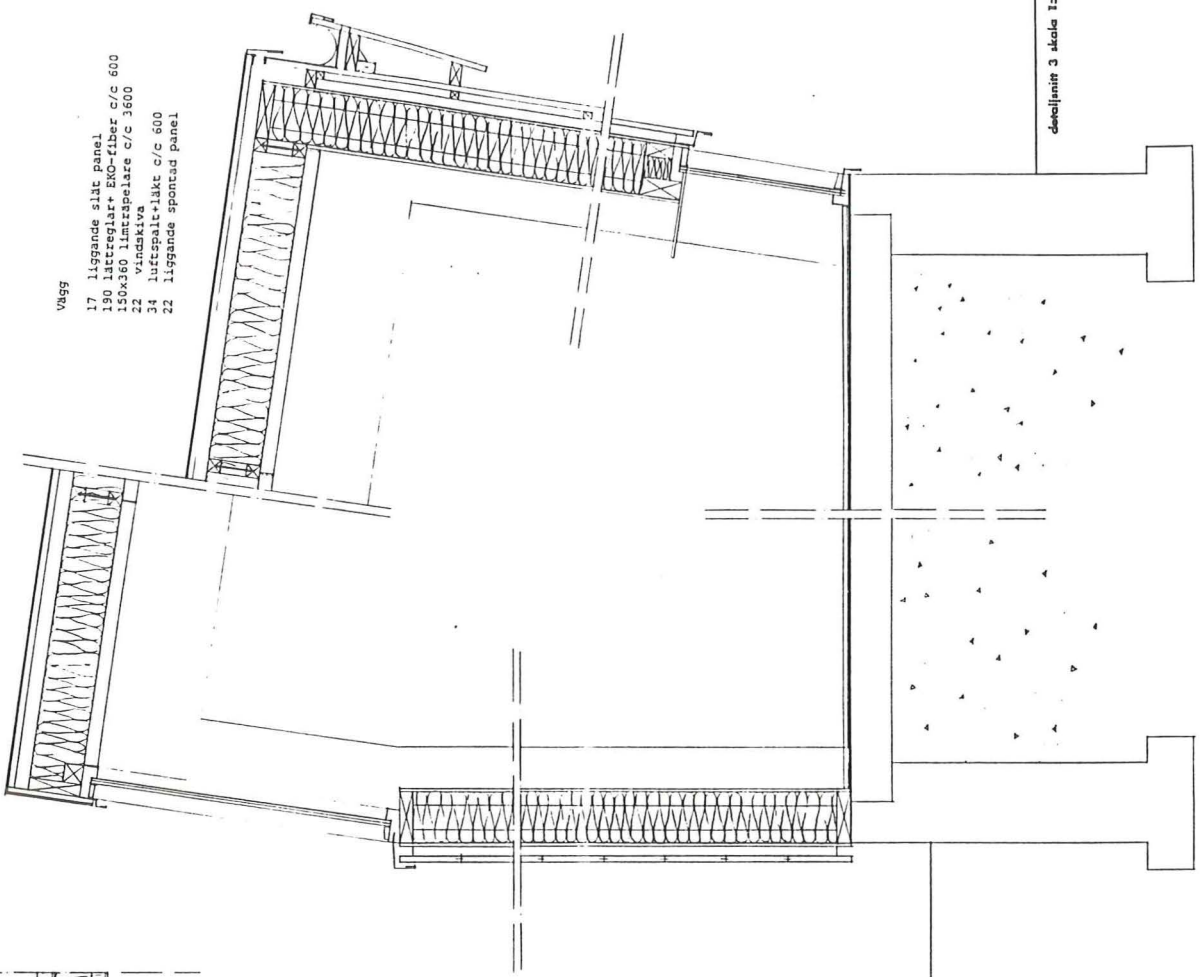 Vägg
17 liggande slät panel
190 lättreglar+ EKO-fiber c/c 600
150x360 limträpelare c/c 3600
22 vindskiva
34 luftspalt+läkt c/c 600
22 liggande spontad panel
detaljsnitt 3 skala 1: